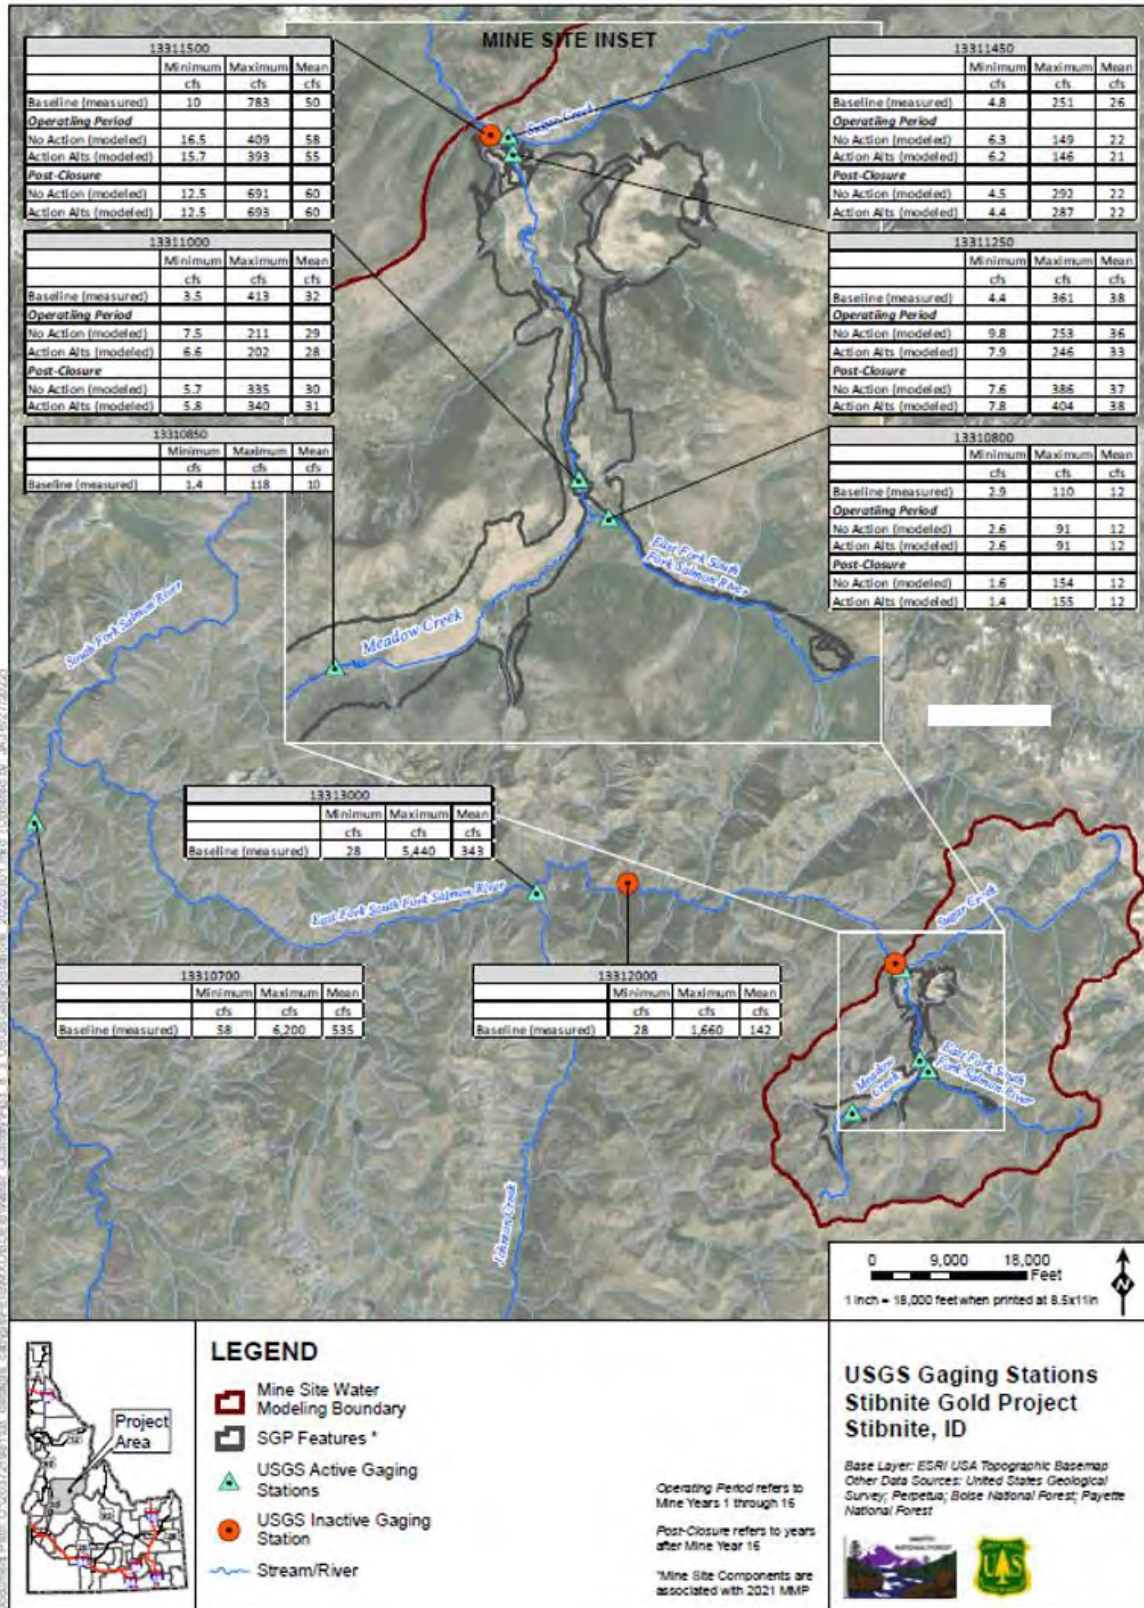 MINE SITE INSET
13311500
Minimum Maximum Mean
cfs cfs cfs
Baseline (measured) 10 783 50
Operatiing Period
No Action (modeled) 16.5 409 58
Action Alts (modeled) 15.7 393 55
Post-Closure
No Action (modeled) 12.5 691 60
Action Alts (modeled) 12.5 693 60
13311450
Minimum Maximum Mean
cfs cfs cfs
Baseline (measured) 4.8 251 26
Operatiing Period
No Action (modeled) 6.3 149 22
Action Alts (modeled) 6.2 146 21
Post-Closure
No Action (modeled) 4.5 292 22
Action Alts (modeled) 4.4 287 22
Sugar Creek
13311000
Minimum Maximum Mean
cfs cfs cfs
Baseline (measured) 3.5 413 32
Operatiing Period
No Action (modeled) 7.5 211 29
Action Alts (modeled) 6.6 202 28
Post-Closure
No Action (modeled) 5.7 335 30
Action Alts (modeled) 5.8 340 31
13311250
Minimum Maximum Mean
cfs cfs cfs
Baseline (measured) 4.4 361 38
Operatiing Period
No Action (modeled) 9.8 253 36
Action Alts (modeled) 7.9 246 33
Post-Closure
No Action (modeled) 7.6 386 37
Action Alts (modeled) 7.8 404 38
13310850
Minimum Maximum Mean
cfs cfs cfs
Baseline (measured) 1.4 118 10
13310800
Minimum Maximum Mean
cfs cfs cfs
Baseline (measured) 2.9 110 12
Operatiing Period
No Action (modeled) 2.6 91 12
Action Alts (modeled) 2.6 91 12
Post-Closure
No Action (modeled) 1.6 154 12
Action Alts (modeled) 1.4 155 12
East Fork South
Fork Salmon River
Meadow Creek
South Fork Salmon River
13313000
Minimum Maximum Mean
cfs cfs cfs
Baseline (measured) 28 5,440 343
East Fork South Fork Salmon River
Sugar Creek
13310700
Minimum Maximum Mean
cfs cfs cfs
Baseline (measured) 58 6,200 535
13312000
Minimum Maximum Mean
cfs cfs cfs
Baseline (measured) 28 1,660 142
Meadow
Creek
East Fork South
Fork Salmon River
Johnson Creek
0 9,000 18,000
Feet
1 inch = 18,000 feet when printed at 8.5x11in
N
Project
Area
LEGEND
Mine Site Water
Modeling Boundary
SGP Features *
USGS Active Gaging
Stations
USGS Inactive Gaging
Station
Stream/River
Operating Period refers to
Mine Years 1 through 16
Post-Closure refers to years
after Mine Year 16
*Mine Site Components are
associated with 2021 MMP
USGS Gaging Stations
Stibnite Gold Project
Stibnite, ID
Base Layer: ESRI USA Topographic Basemap
Other Data Sources: United States Geological
Survey; Perpetua; Boise National Forest; Payette
National Forest
NATIONAL FOREST
UAS